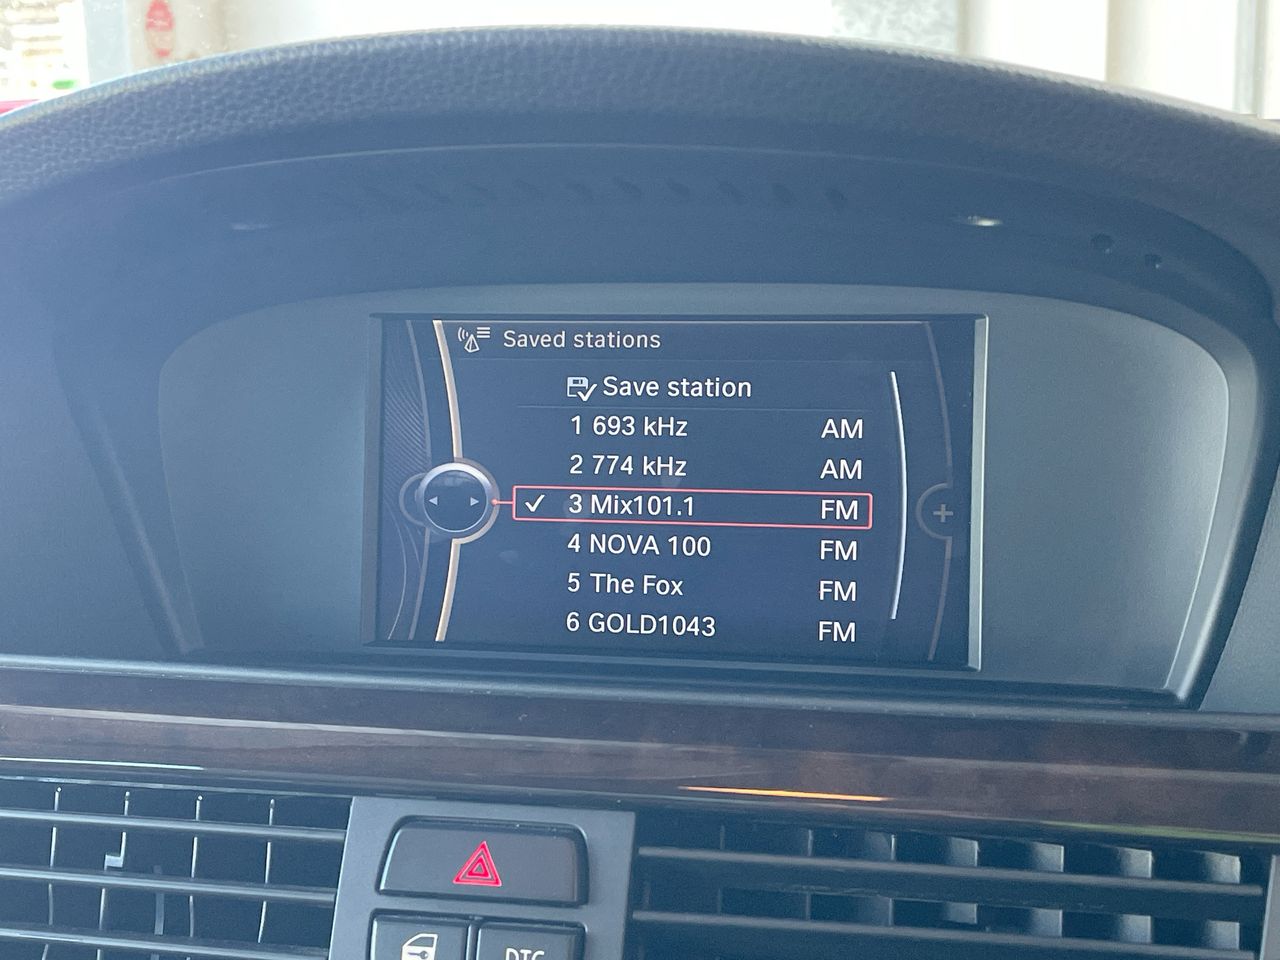 Saved stations
Save station
1 693 kHz AM
2 774 kHz AM
3 Mix101.1 FM
4 NOVA 100 FM
5 The Fox FM
6 GOLD1043 FM
DTC